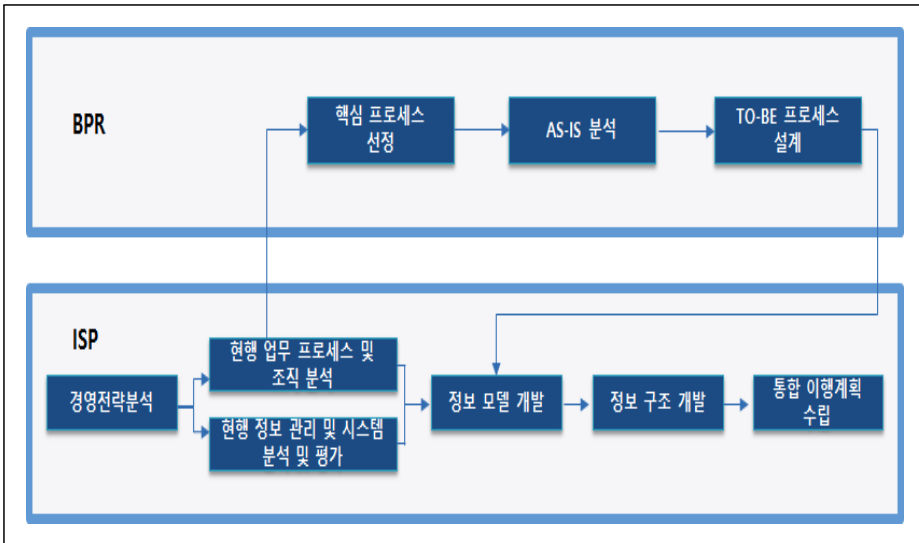 BPR
핵심 프로세스
선정
AS-IS 분석
TO-BE 프로세스
설계
ISP
경영전략분석
현행 업무 프로세스 및
조직 분석
현행 정보 관리 및 시스템
분석 및 평가
정보 모델 개발
정보 구조 개발
통합 이행계획
수립